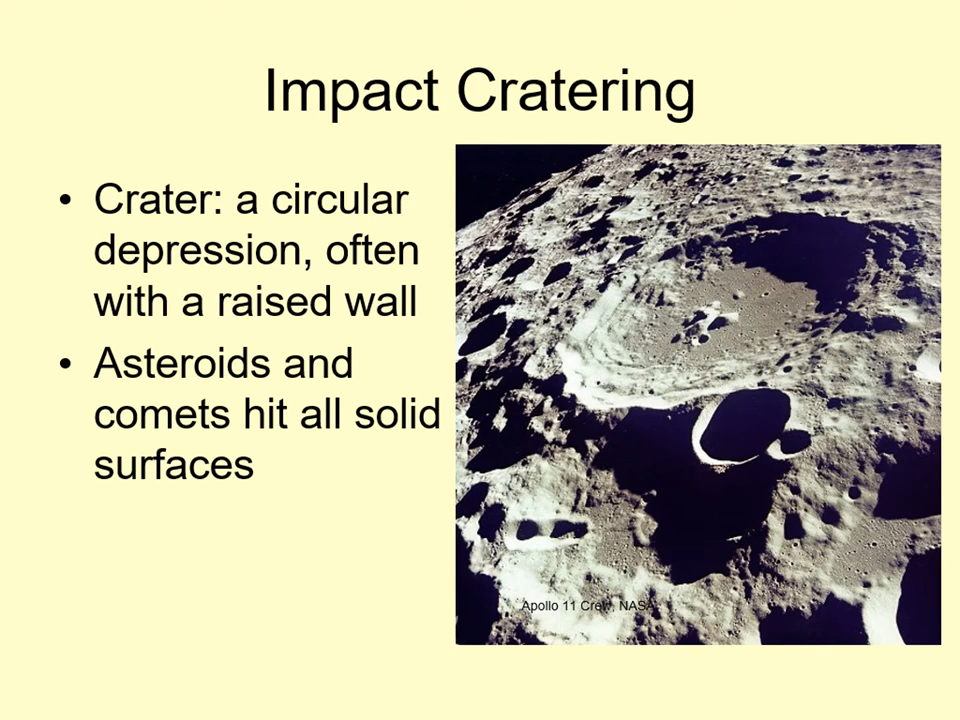 Impact Cratering
• Crater: a circular
depression, often
with a raised wall
• Asteroids and
comets hit all solid
surfaces
Apollo 11 Crew, NASA